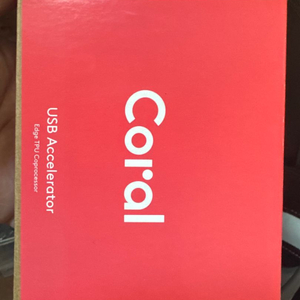 Coral
USB Accelerator
Edge TPU Coprocessor